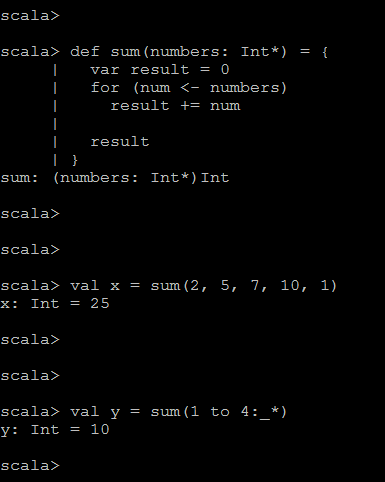 scala>
scala> def sum(numbers: Int*) = {
     |   var result = 0
     |   for (num <- numbers)
     |     result += num
     |
     |   result
     | }
sum: (numbers: Int*)Int
scala>
scala>
scala> val x = sum(2, 5, 7, 10, 1)
x: Int = 25
scala>
scala>
scala> val y = sum(1 to 4:_*)
y: Int = 10
scala>